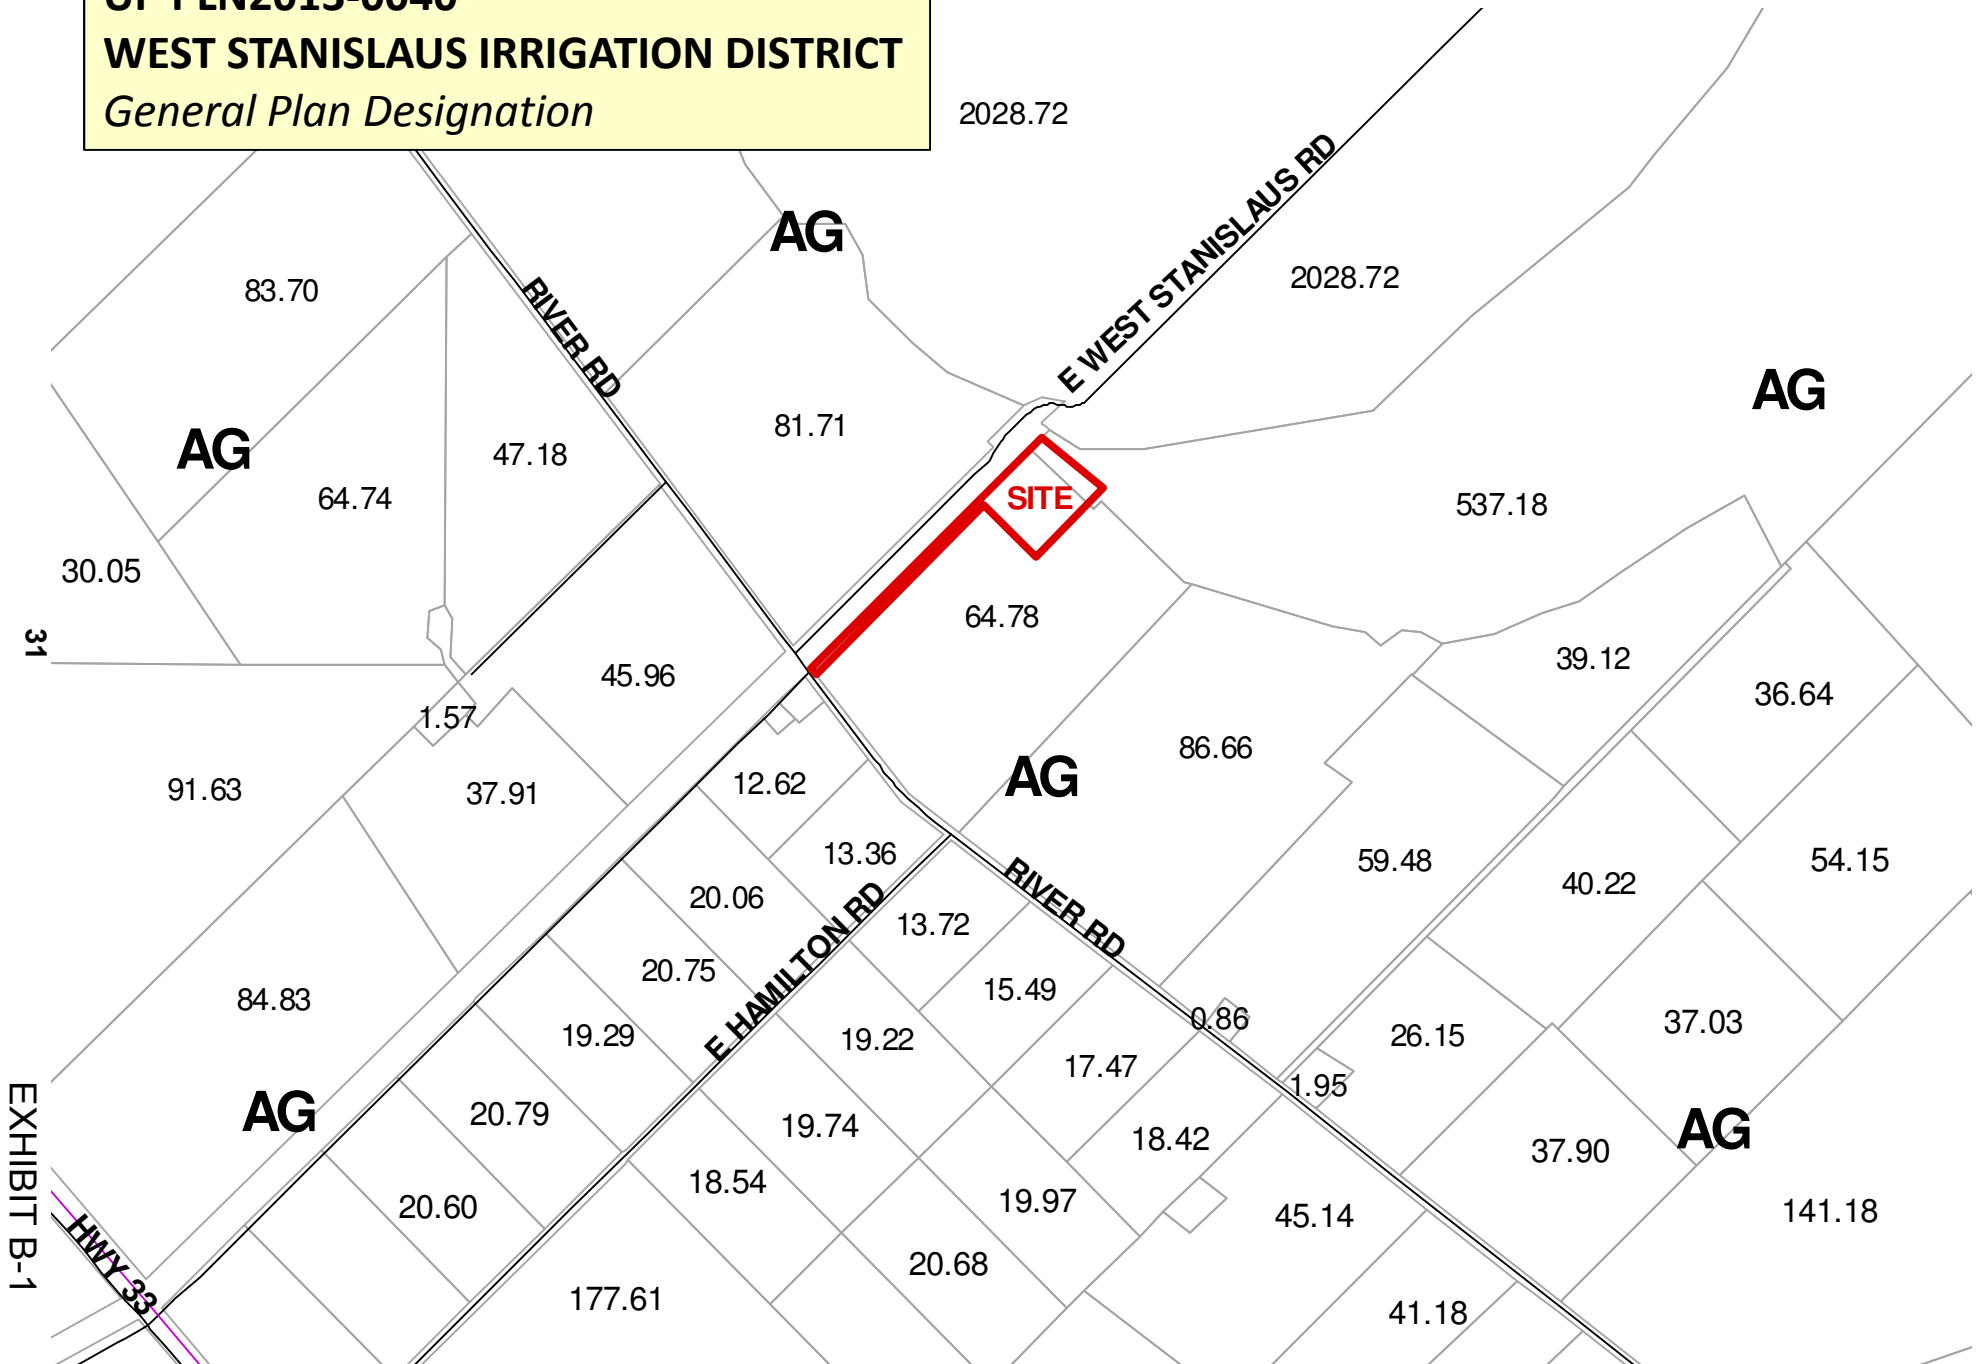 UP PLN2013-0040
WEST STANISLAUS IRRIGATION DISTRICT
General Plan Designation
2028.72
E WEST STANISLAUS RD
AG
2028.72
83.70
RIVER RD
AG
81.71
AG
47.18
64.74
SITE
537.18
30.05
64.78
31
45.96
39.12
36.64
1.57
86.66
AG
91.63
37.91
12.62
13.36
59.48
54.15
40.22
20.06
E HAMILTON RD
13.72
RIVER RD
20.75
15.49
84.83
19.29
19.22
0.86
26.15
37.03
17.47
1.95
AG
20.79
19.74
18.42
AG
37.90
18.54
19.97
20.60
45.14
141.18
EXHIBIT B-1
HWY 33
20.68
177.61
41.18